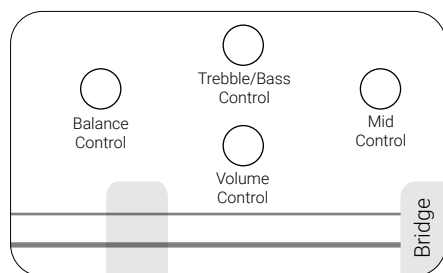 Trebble/Bass
Control
Balance
Control
Mid
Control
Volume
Control
Bridge